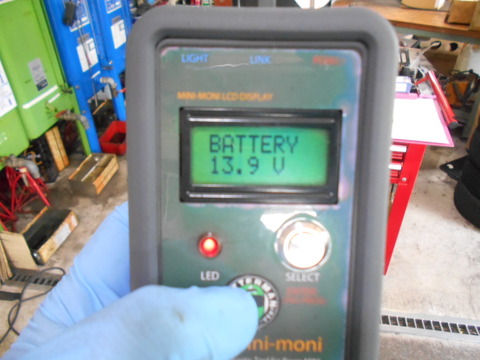 LIGHT LINK
MINI-MONI LCD DISPLAY
BATTERY
13.9 V
LED SELECT
mini-moni